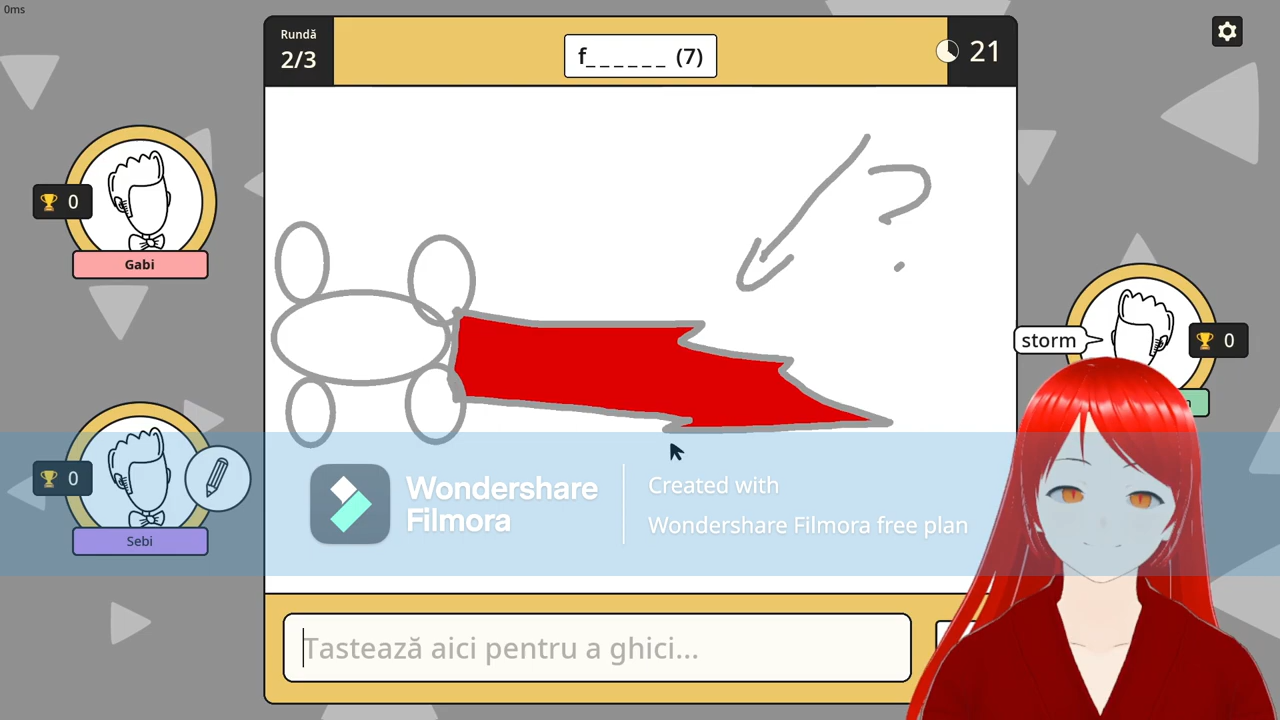 0ms
Rundă
2/3
f______ (7)
21
0
Gabi
?
storm
0
0
Sebi
Wondershare
Filmora
Created with
Wondershare Filmora free plan
Tastează aici pentru a ghici...